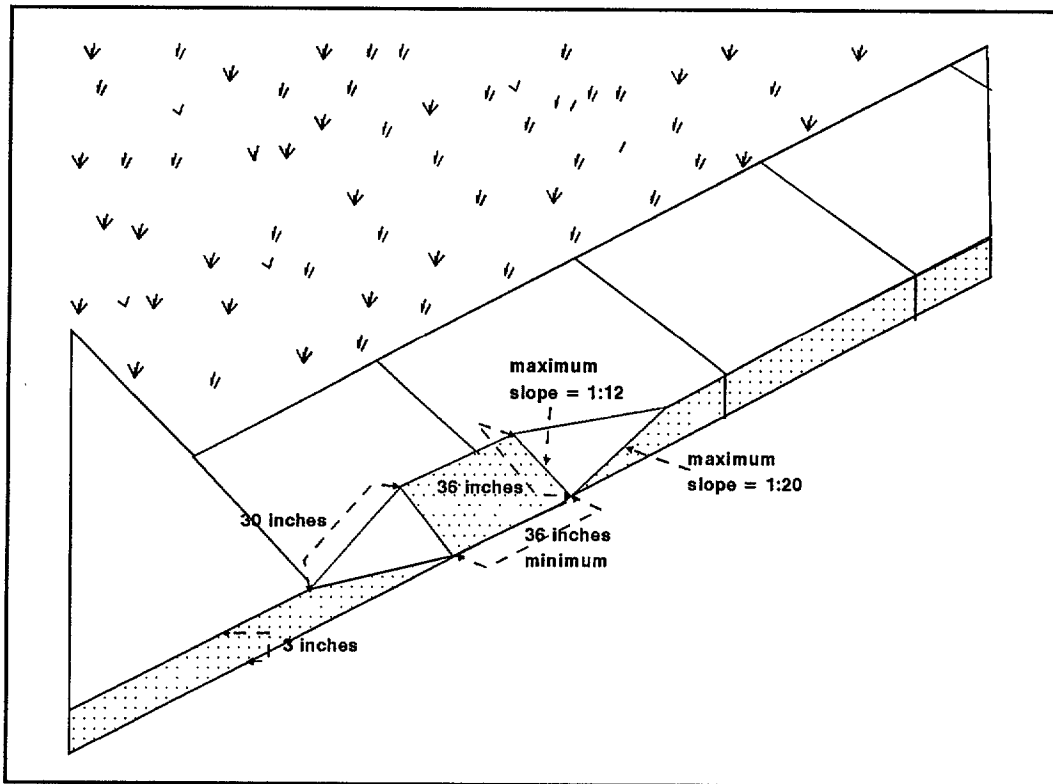 maximum
slope = 1:12
maximum
slope = 1:20
36 inches
30 inches
36 inches
minimum
3 inches